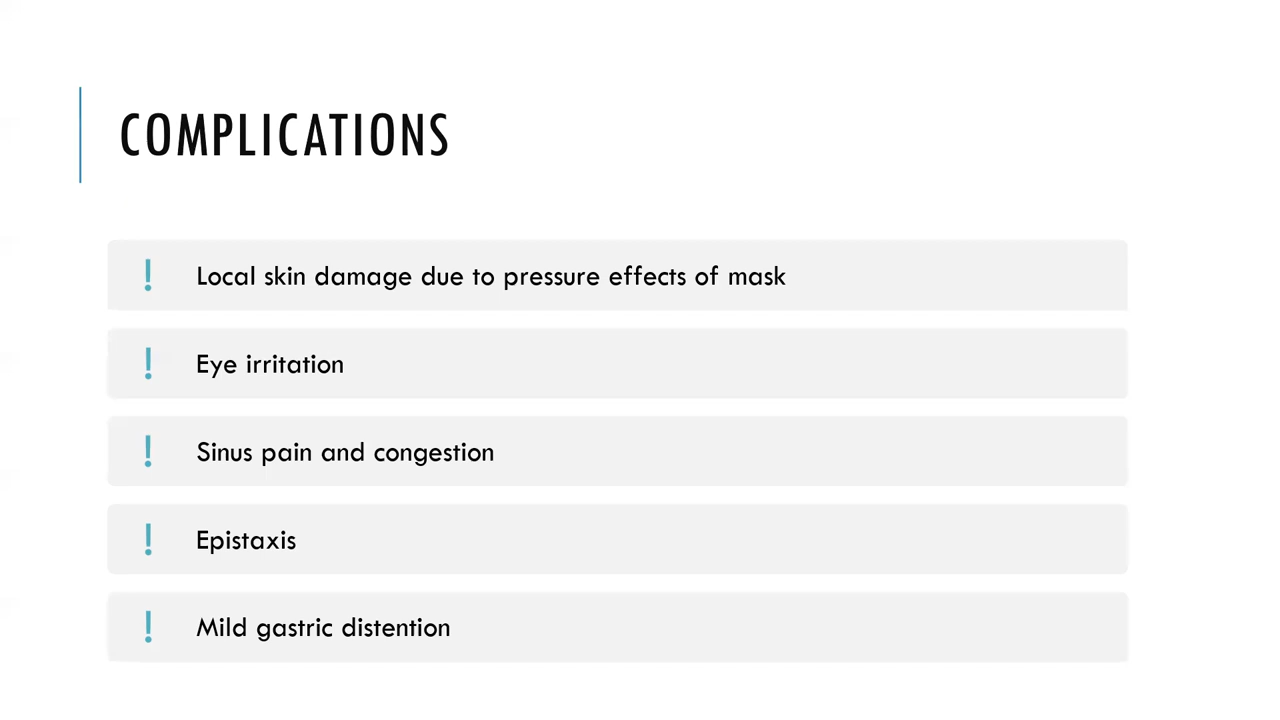 COMPLICATIONS
! Local skin damage due to pressure effects of mask
! Eye irritation
! Sinus pain and congestion
! Epistaxis
! Mild gastric distention